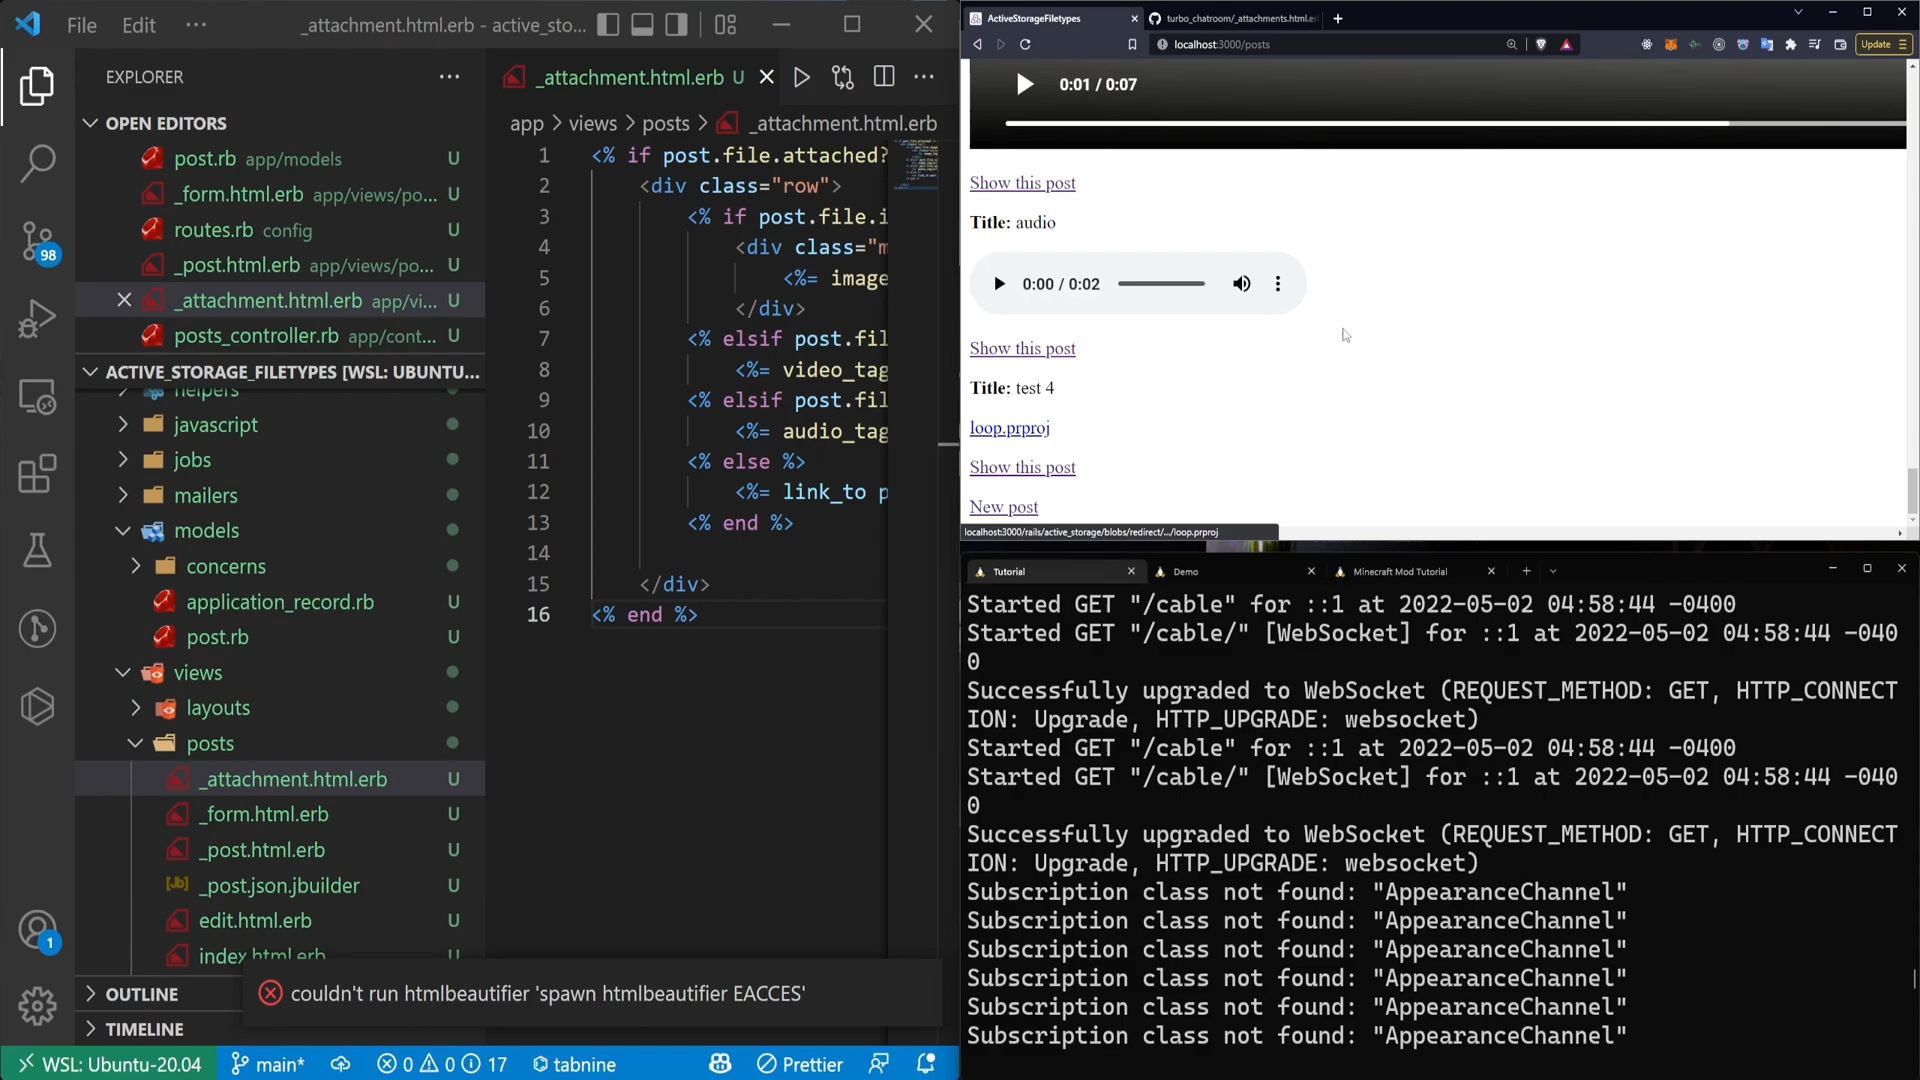 File Edit ··· _attachment.html.erb - active_sto...
EXPLORER
OPEN EDITORS
post.rb app/models U
_form.html.erb app/views/po... U
routes.rb config U
_post.html.erb app/views/po... U
_attachment.html.erb app/vi... U
posts_controller.rb app/cont... U
ACTIVE_STORAGE_FILETYPES [WSL: UBUNTU...
helpers
javascript
jobs
mailers
models
concerns
application_record.rb U
post.rb U
views
layouts
posts
_attachment.html.erb U
_form.html.erb U
_post.html.erb U
_post.json.jbuilder U
edit.html.erb U
index.html.erb U
OUTLINE
TIMELINE
98
1
_attachment.html.erb U
app > views > posts > _attachment.html.erb
1 <% if post.file.attached?
2 <div class="row">
3 <% if post.file.i
4 <div class="m
5 <%= image
6 </div>
7 <% elsif post.fil
8 <%= video_tag
9 <% elsif post.fil
10 <%= audio_tag
11 <% else %>
12 <%= link_to p
13 <% end %>
14
15 </div>
16 <% end %>
couldn't run htmlbeautifier 'spawn htmlbeautifier EACCES'
WSL: Ubuntu-20.04 main* 0 0 17 tabnine Prettier
ActiveStorageFiletypes turbo_chatroom/_attachments.html.er
localhost:3000/posts Update
0:01 / 0:07
Show this post
Title: audio
0:00 / 0:02
Show this post
Title: test 4
loop.prproj
Show this post
New post
localhost:3000/rails/active_storage/blobs/redirect/.../loop.prproj
Tutorial Demo Minecraft Mod Tutorial
Started GET "/cable" for ::1 at 2022-05-02 04:58:44 -0400
Started GET "/cable/" [WebSocket] for ::1 at 2022-05-02 04:58:44 -040
0
Successfully upgraded to WebSocket (REQUEST_METHOD: GET, HTTP_CONNECT
ION: Upgrade, HTTP_UPGRADE: websocket)
Started GET "/cable" for ::1 at 2022-05-02 04:58:44 -0400
Started GET "/cable/" [WebSocket] for ::1 at 2022-05-02 04:58:44 -040
0
Successfully upgraded to WebSocket (REQUEST_METHOD: GET, HTTP_CONNECT
ION: Upgrade, HTTP_UPGRADE: websocket)
Subscription class not found: "AppearanceChannel"
Subscription class not found: "AppearanceChannel"
Subscription class not found: "AppearanceChannel"
Subscription class not found: "AppearanceChannel"
Subscription class not found: "AppearanceChannel"
Subscription class not found: "AppearanceChannel"